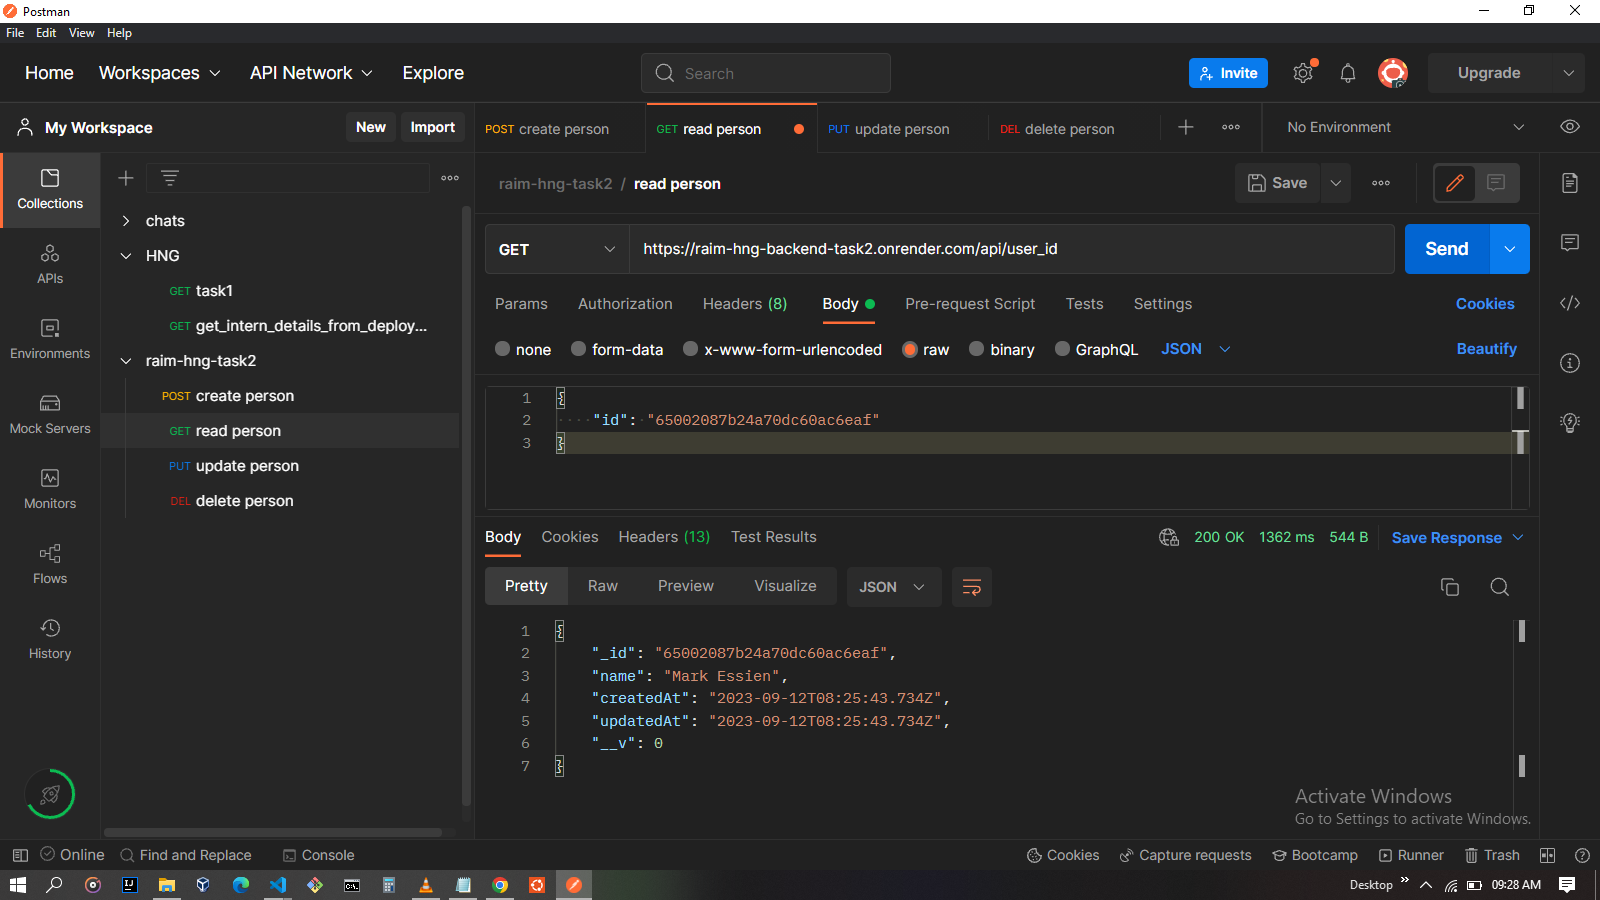 Postman
File Edit View Help
Home Workspaces API Network Explore Search Invite Upgrade
My Workspace New Import
POST create person GET read person PUT update person DEL delete person No Environment
raim-hng-task2 / read person Save
Collections
APIs
Environments
Mock Servers
Monitors
Flows
History
chats
HNG
GET task1
GET get_intern_details_from_deploy...
raim-hng-task2
POST create person
GET read person
PUT update person
DEL delete person
GET https://raim-hng-backend-task2.onrender.com/api/user_id Send
Params Authorization Headers (8) Body Pre-request Script Tests Settings Cookies
none form-data x-www-form-urlencoded raw binary GraphQL JSON Beautify
1 {
2 "id": "65002087b24a70dc60ac6eaf"
3 }
Body Cookies Headers (13) Test Results 200 OK 1362 ms 544 B Save Response
Pretty Raw Preview Visualize JSON
1 {
2 "_id": "65002087b24a70dc60ac6eaf",
3 "name": "Mark Essien",
4 "createdAt": "2023-09-12T08:25:43.734Z",
5 "updatedAt": "2023-09-12T08:25:43.734Z",
6 "__v": 0
7 }
Activate Windows
Go to Settings to activate Windows.
Online Find and Replace Console Cookies Capture requests Bootcamp Runner Trash
Desktop 09:28 AM